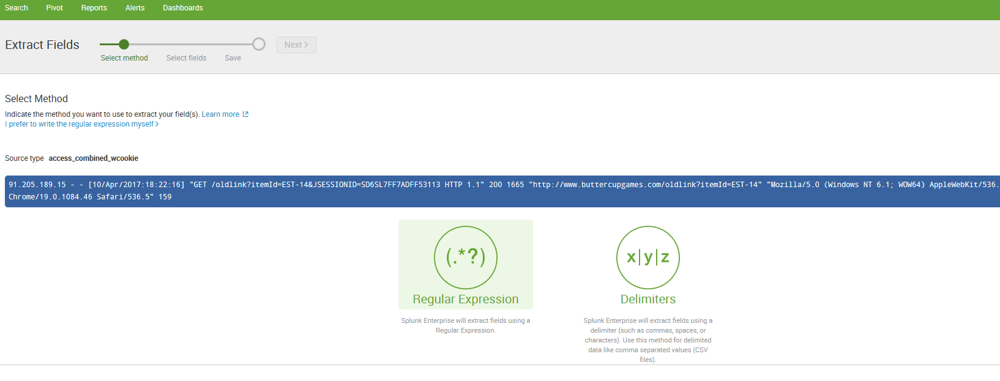 Search Pivot Reports Alerts Dashboards
Extract Fields
Next >
Select method Select fields Save
Select Method
Indicate the method you want to use to extract your field(s). Learn more
I prefer to write the regular expression myself >
Source type access_combined_wcookie
91.205.189.15 - - [10/Apr/2017:18:22:16] "GET /oldlink?itemId=EST-14&JSESSIONID=SD6SL7FF7ADFF53113 HTTP 1.1" 200 1665 "http://www.buttercupgames.com/oldlink?itemId=EST-14" "Mozilla/5.0 (Windows NT 6.1; WOW64) AppleWebKit/536.
Chrome/19.0.1084.46 Safari/536.5" 159
(.*?)
Regular Expression
Splunk Enterprise will extract fields using a
Regular Expression.
x|y|z
Delimiters
Splunk Enterprise will extract fields using a
delimiter (such as commas, spaces, or
characters). Use this method for delimited
data like comma separated values (CSV
files).